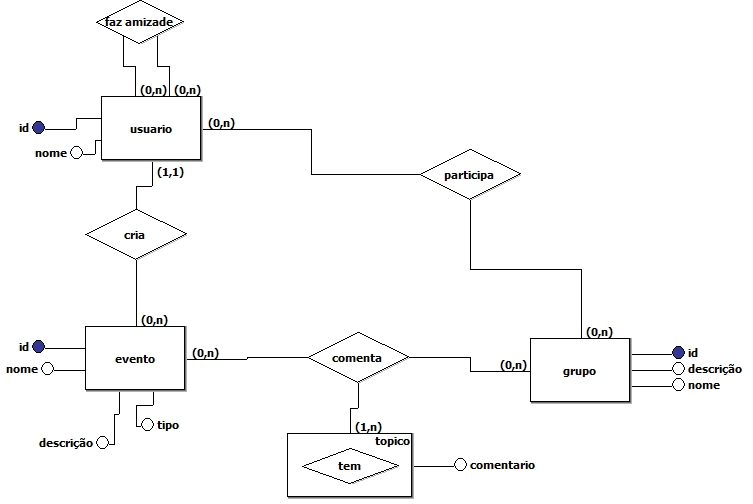 faz amizade
(0,n) (0,n)
id
usuario
(0,n)
nome
(1,1)
participa
cria
(0,n)
(0,n)
id
(0,n)
id
evento
comenta
(0,n)
grupo
descrição
nome
nome
tipo
(1,n)
descrição
topico
tem
comentario